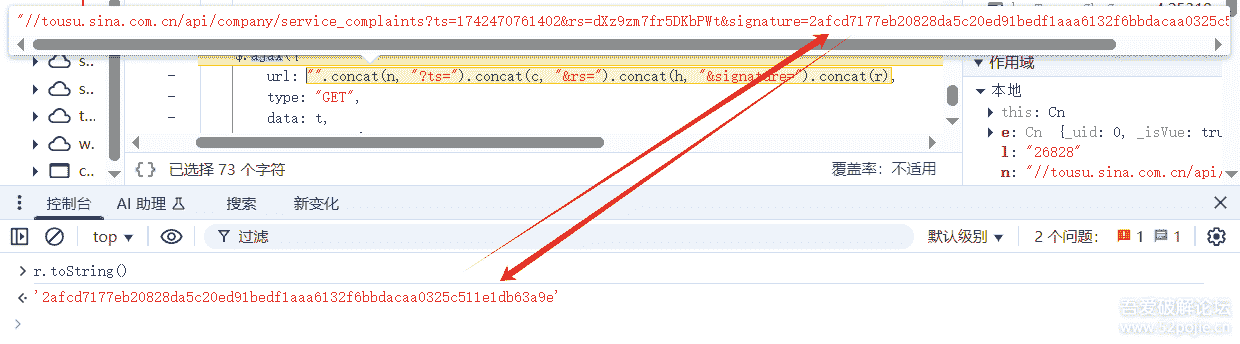 "//tousu.sina.com.cn/api/company/service_complaints?ts=1742470761402&rs=dXz9zm7fr5DKbPWt&signature=2afcd7177eb20828da5c20ed91bedf1aaa6132f6bbdacaa0325c5
s..
s..
t...
w.
c..
url: "".concat(n, "?ts=").concat(c, "&rs=").concat(h, "&signature=").concat(r),
type: "GET",
data: t,
{} 已选择 73 个字符
覆盖率: 不适用
作用域
本地
this: Cn
e: Cn {_uid: 0, _isVue: tru
l: "26828"
n: "//tousu.sina.com.cn/api/
控制台 AI 助理 搜索 新变化
top
过滤
默认级别
2 个问题: 1 1
r.toString()
'2afcd7177eb20828da5c20ed91bedf1aaa6132f6bbdacaa0325c511e1db63a9e'
吾爱破解论坛
www.52pojie.cn